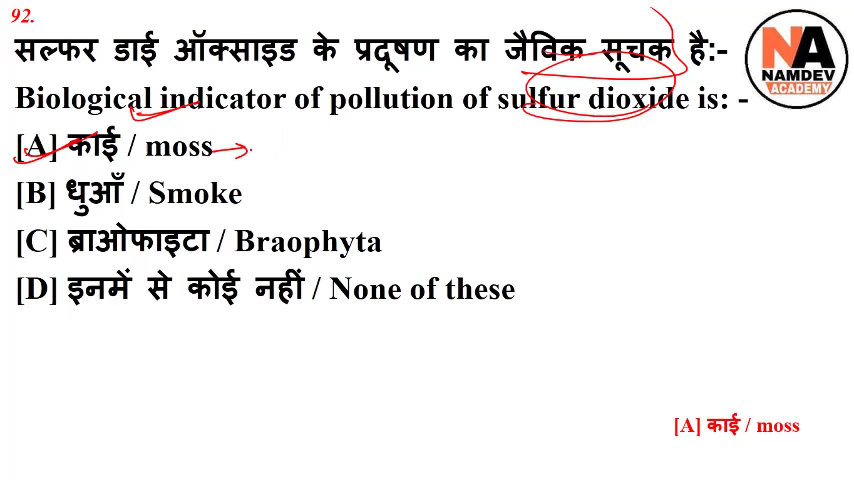 92.
सल्फर डाई ऑक्साइड के प्रदूषण का जैविक सूचक है:-
Biological indicator of pollution of sulfur dioxide is: -
[A] काई / moss
[B] धुआँ / Smoke
[C] ब्राओफाइटा / Braophyta
[D] इनमें से कोई नहीं / None of these
[A] काई / moss
NA
NAMDEV
ACADEMY